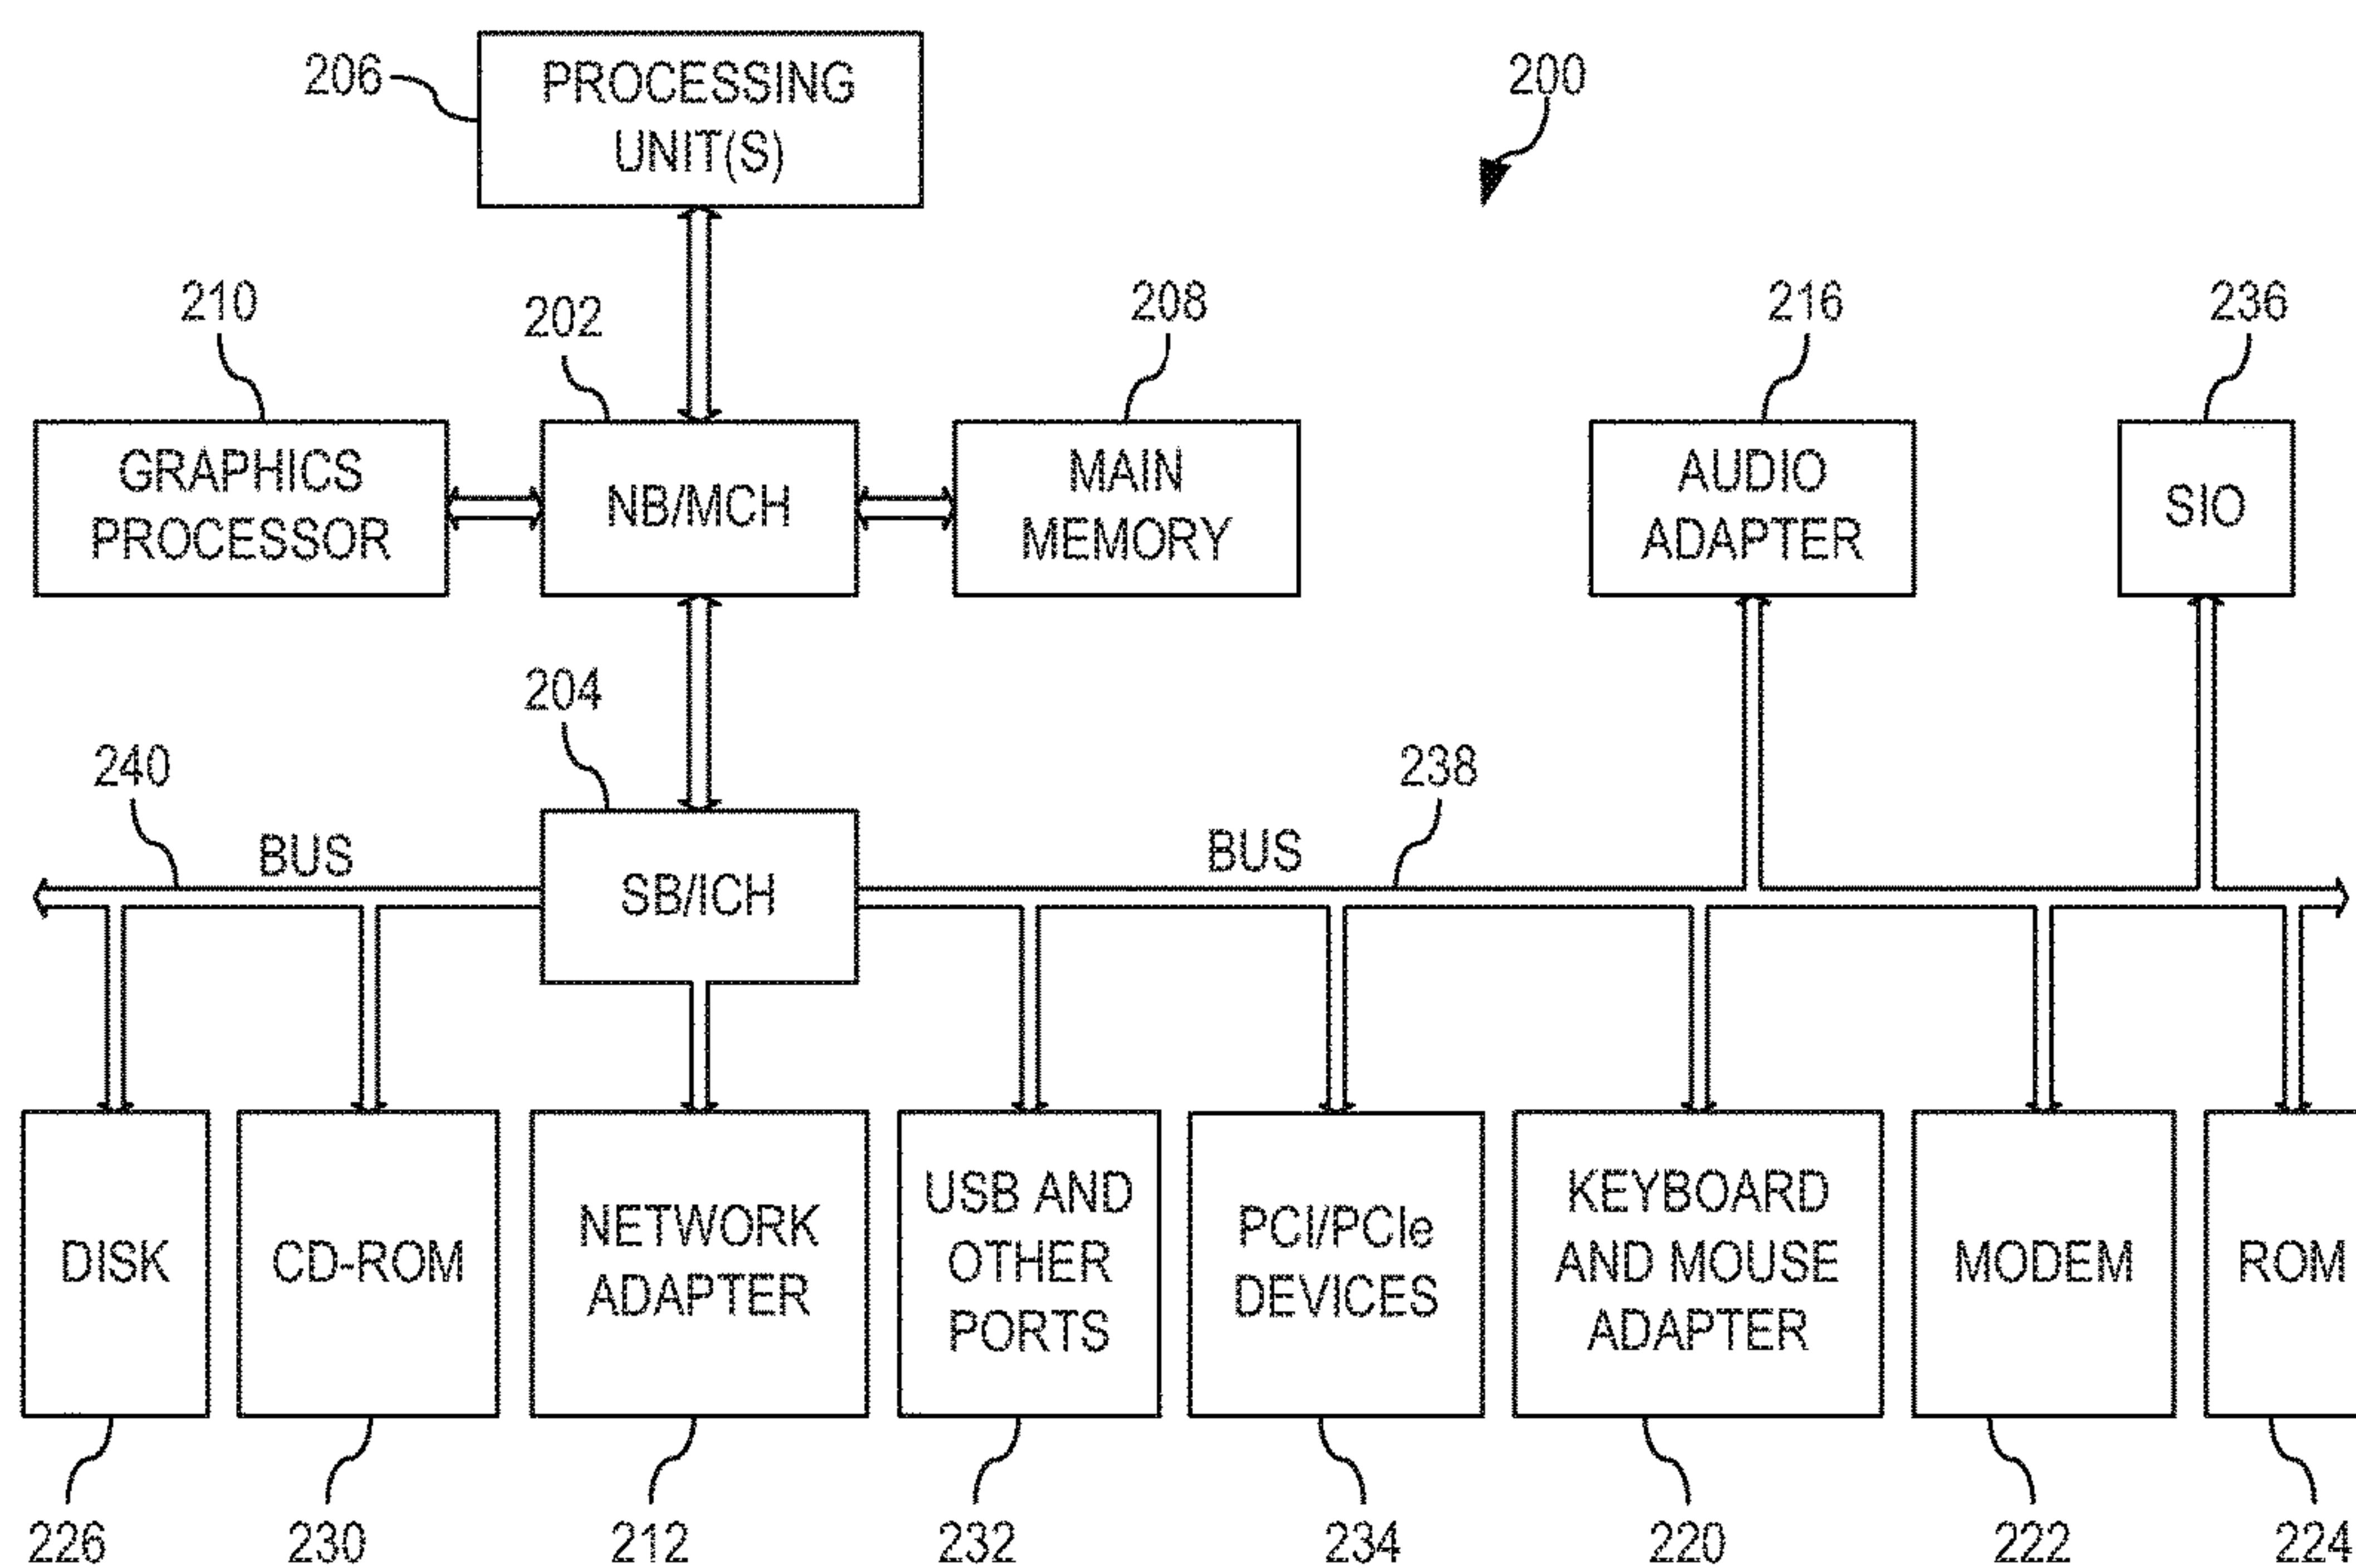 206
PROCESSING
UNIT(S)
200
210
202
208
216
236
GRAPHICS
PROCESSOR
NB/MCH
MAIN
MEMORY
AUDIO
ADAPTER
SIO
204
240
238
BUS
BUS
SB/ICH
DISK
CD-ROM
NETWORK
ADAPTER
USB AND
OTHER
PORTS
PCI/PCIe
DEVICES
KEYBOARD
AND MOUSE
ADAPTER
MODEM
ROM
226
230
212
232
234
220
222
224